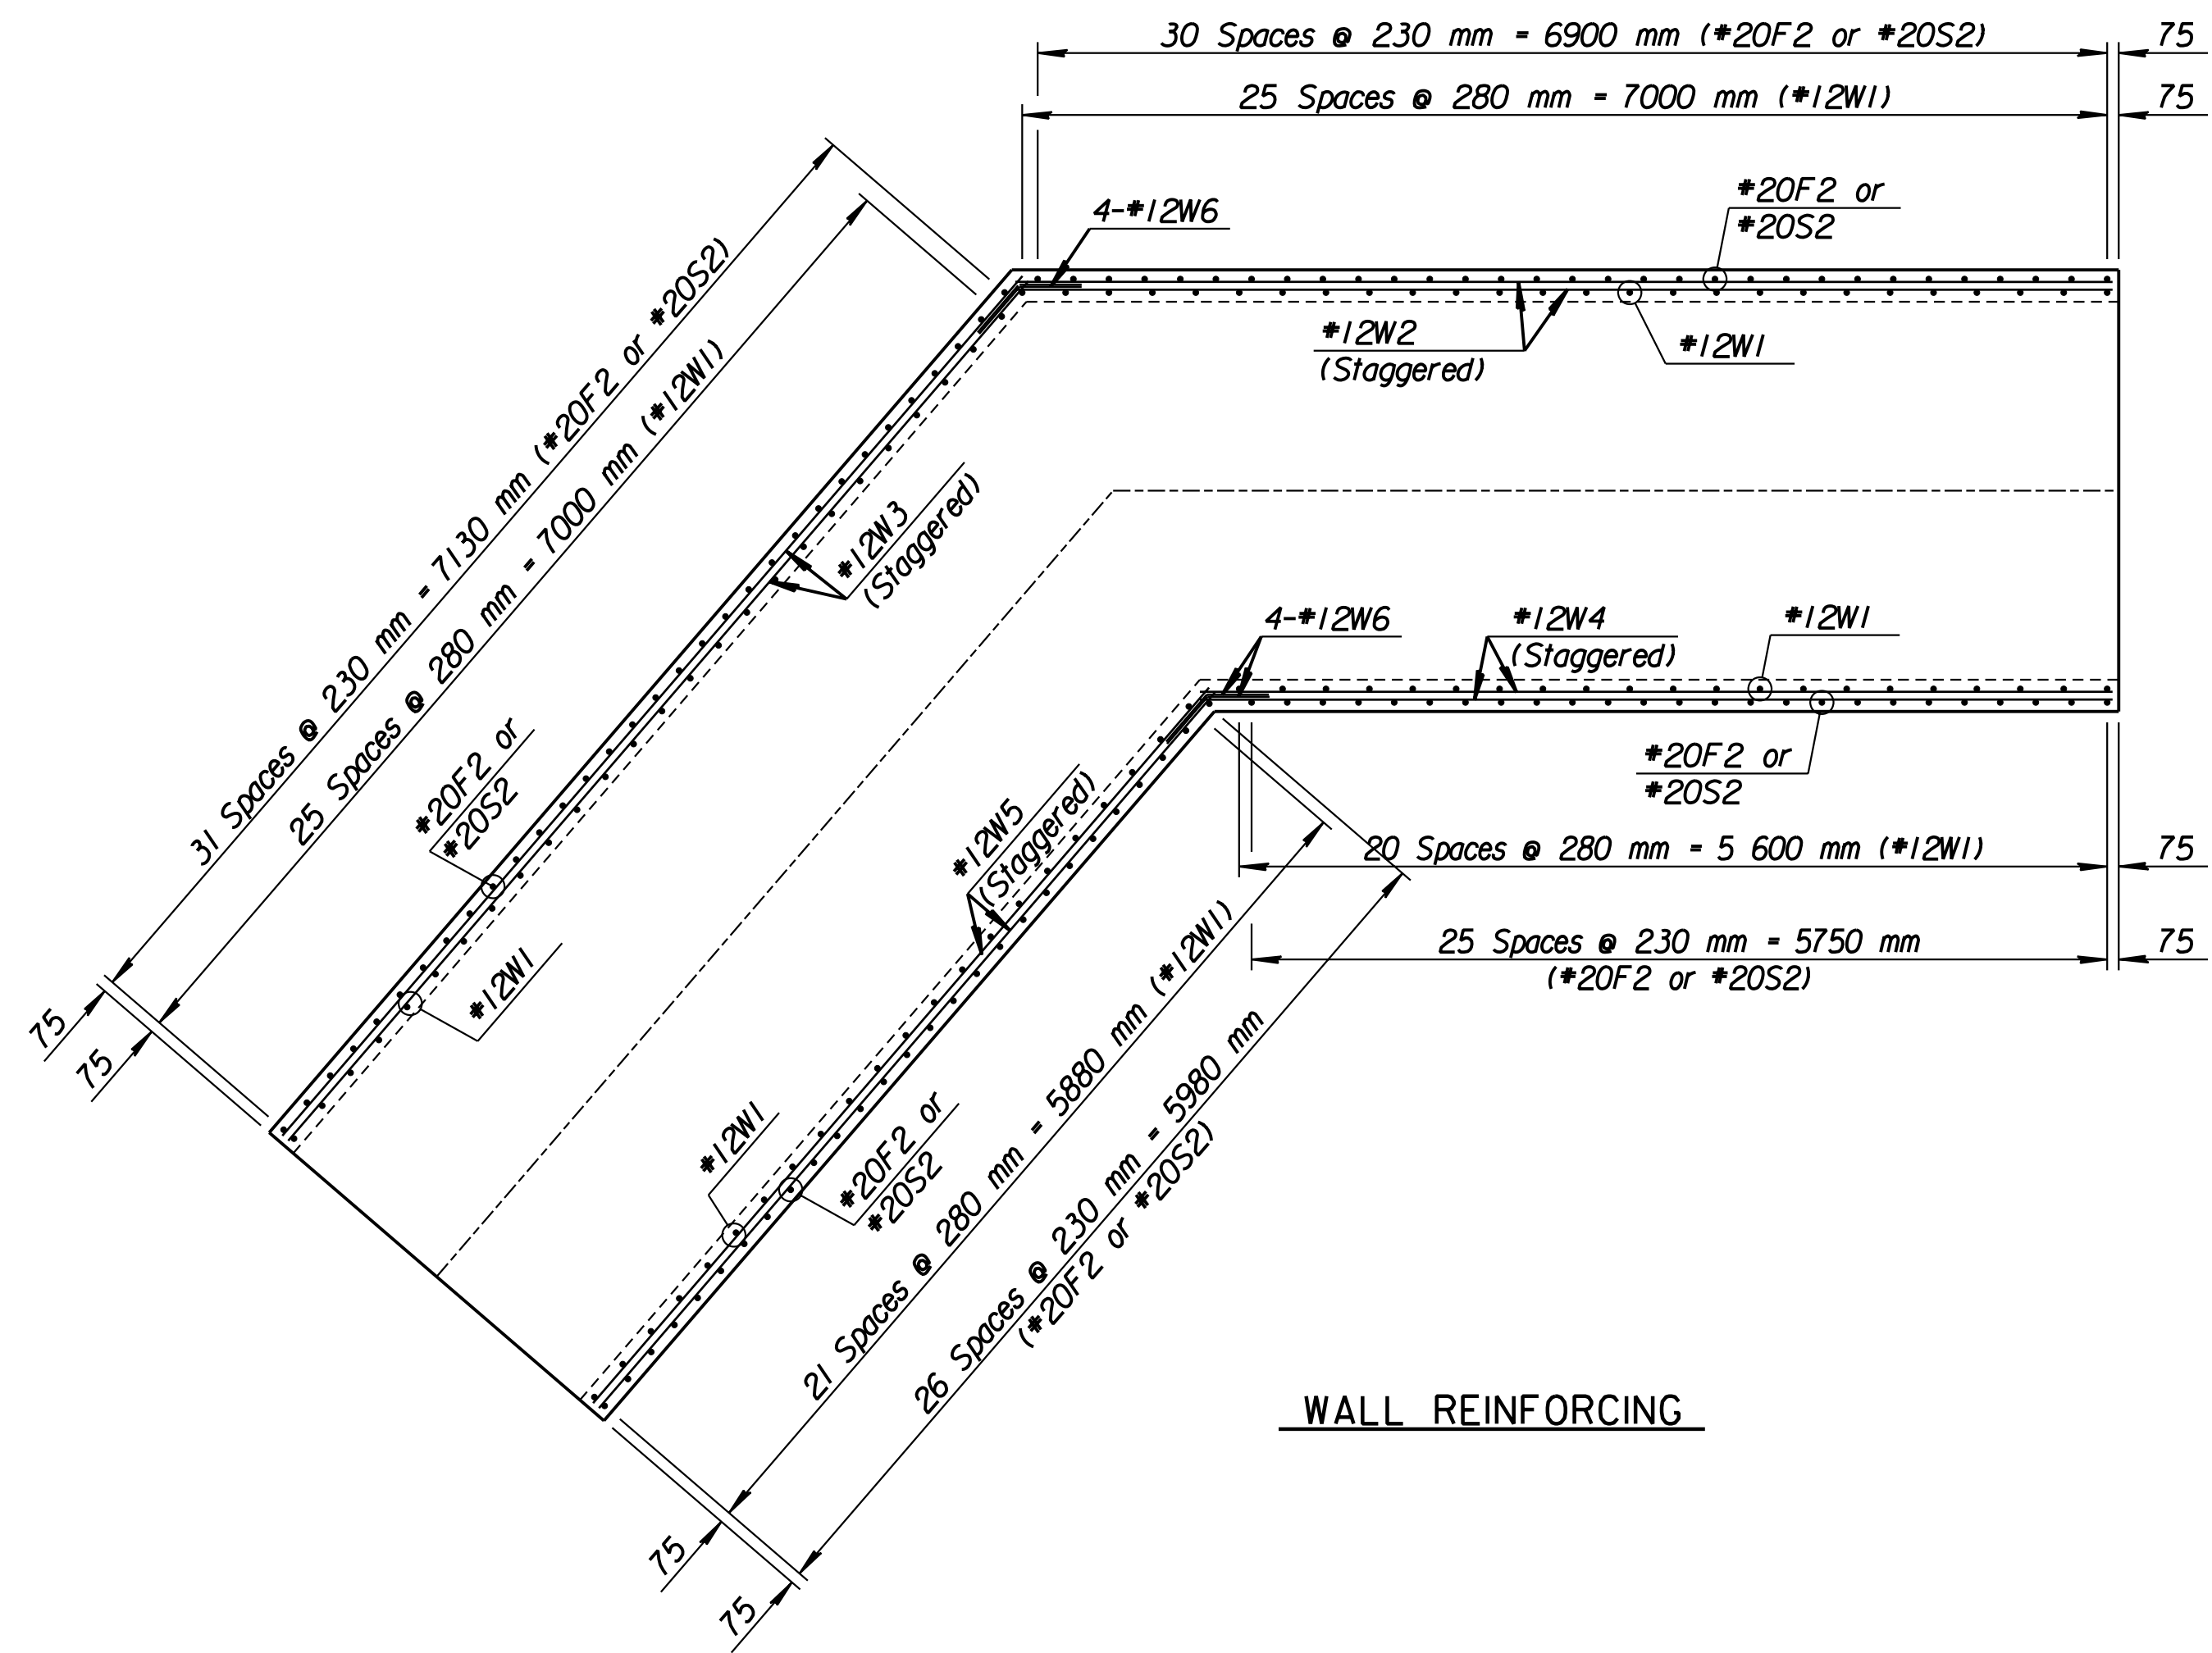 30 Spaces @ 230 mm = 6900 mm (#20F2 or #20S2)
75
25 Spaces @ 280 mm = 7000 mm (#12W1)
75
4-#12W6
#20F2 or
#20S2
#12W2
(Staggered)
#12W1
31 Spaces @ 230 mm = 7130 mm (#20F2 or #20S2)
25 Spaces @ 280 mm = 7000 mm (#12W1)
#12W3
(Staggered)
4-#12W6
#12W4
(Staggered)
#12W1
#20F2 or
#20S2
#20F2 or
#20S2
#12W5
(Staggered)
20 Spaces @ 280 mm = 5 600 mm (#12W1)
75
25 Spaces @ 230 mm = 5750 mm
(#20F2 or #20S2)
75
#12W1
75
75
#12W1
#20F2 or
#20S2
21 Spaces @ 280 mm = 5880 mm (#12W1)
26 Spaces @ 230 mm = 5980 mm
(#20F2 or #20S2)
75
75
WALL REINFORCING